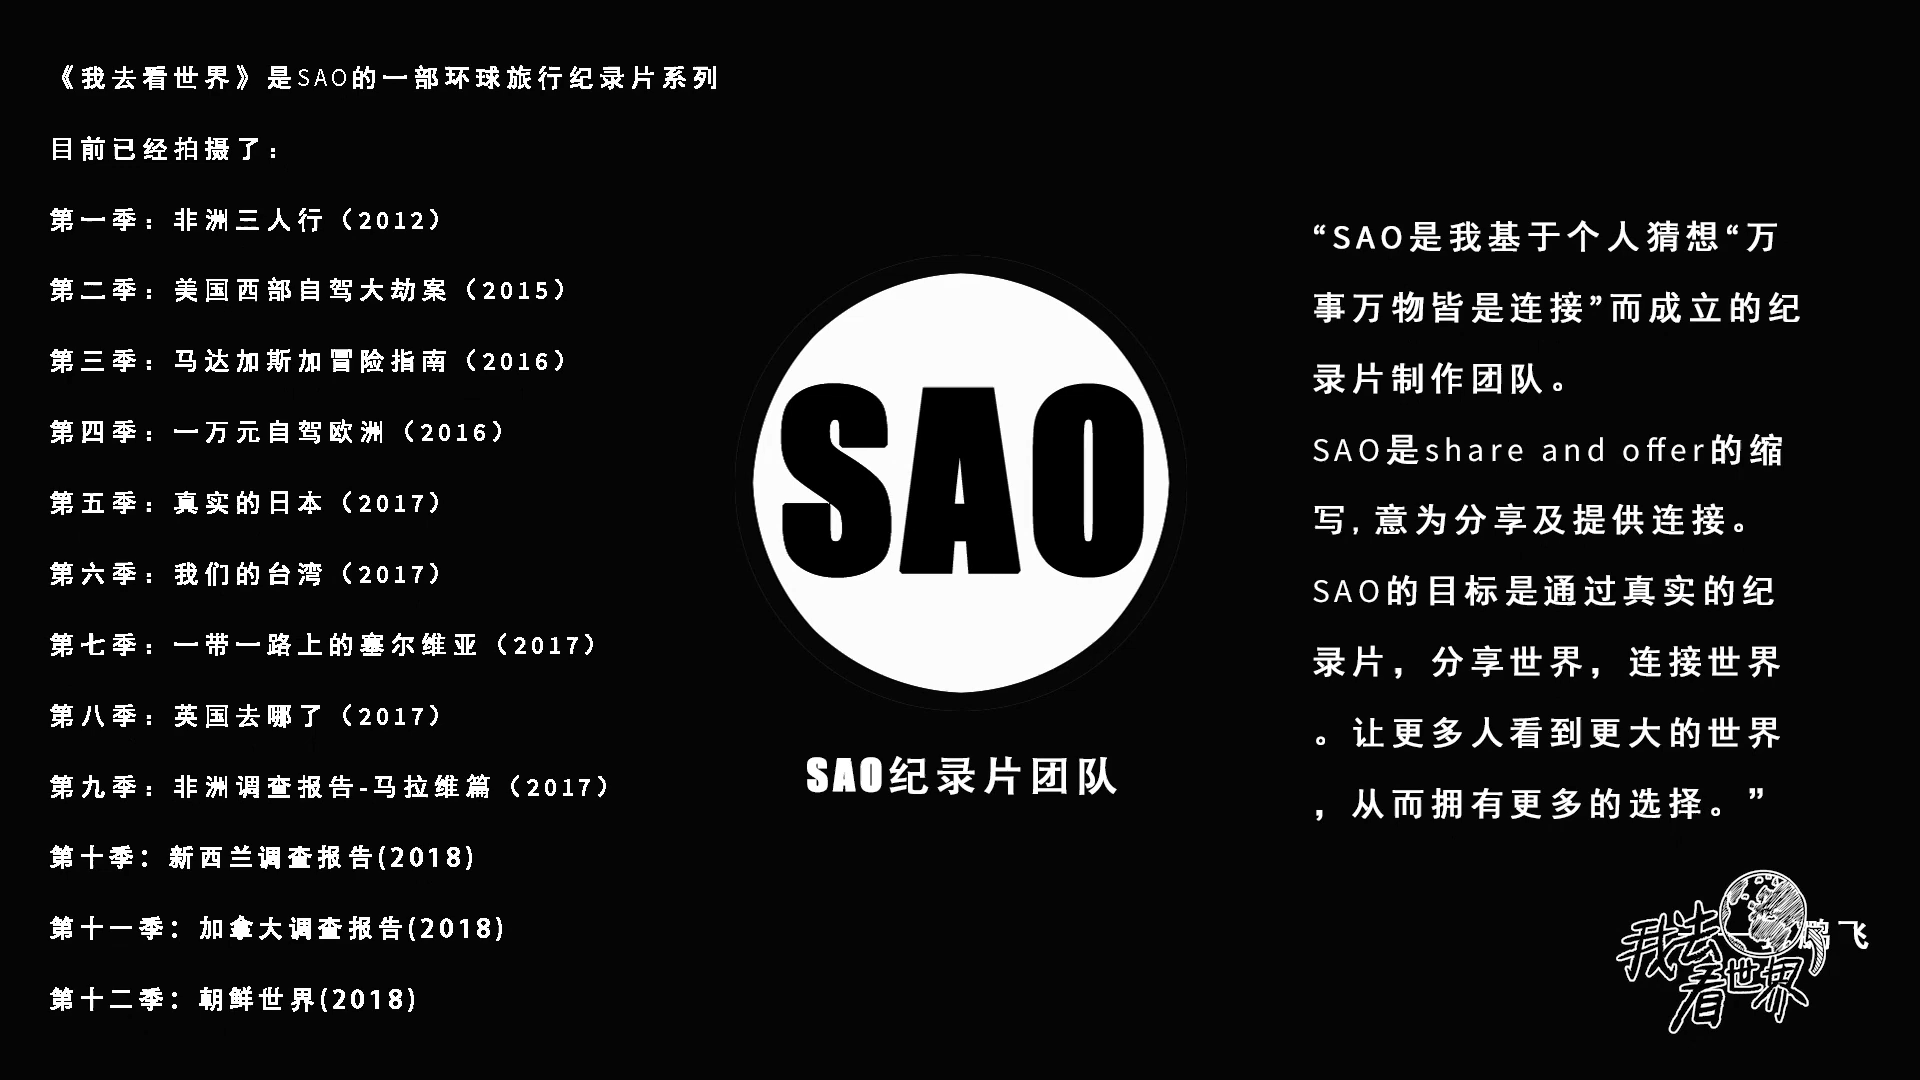 《我去看世界》是SAO的一部环球旅行纪录片系列
目前已经拍摄了：
第一季：非洲三人行（2012）
第二季：美国西部自驾大劫案（2015）
第三季：马达加斯加冒险指南（2016）
第四季：一万元自驾欧洲（2016）
第五季：真实的日本（2017）
第六季：我们的台湾（2017）
第七季：一带一路上的塞尔维亚（2017）
第八季：英国去哪了（2017）
第九季：非洲调查报告-马拉维篇（2017）
第十季：新西兰调查报告(2018)
第十一季：加拿大调查报告(2018)
第十二季：朝鲜世界(2018)
SAO
SAO纪录片团队
“SAO是我基于个人猜想“万
事万物皆是连接”而成立的纪
录片制作团队。
SAO是share and offer的缩
写,意为分享及提供连接。
SAO的目标是通过真实的纪
录片，分享世界，连接世界
。让更多人看到更大的世界
，从而拥有更多的选择。”
飞
我去
看世界